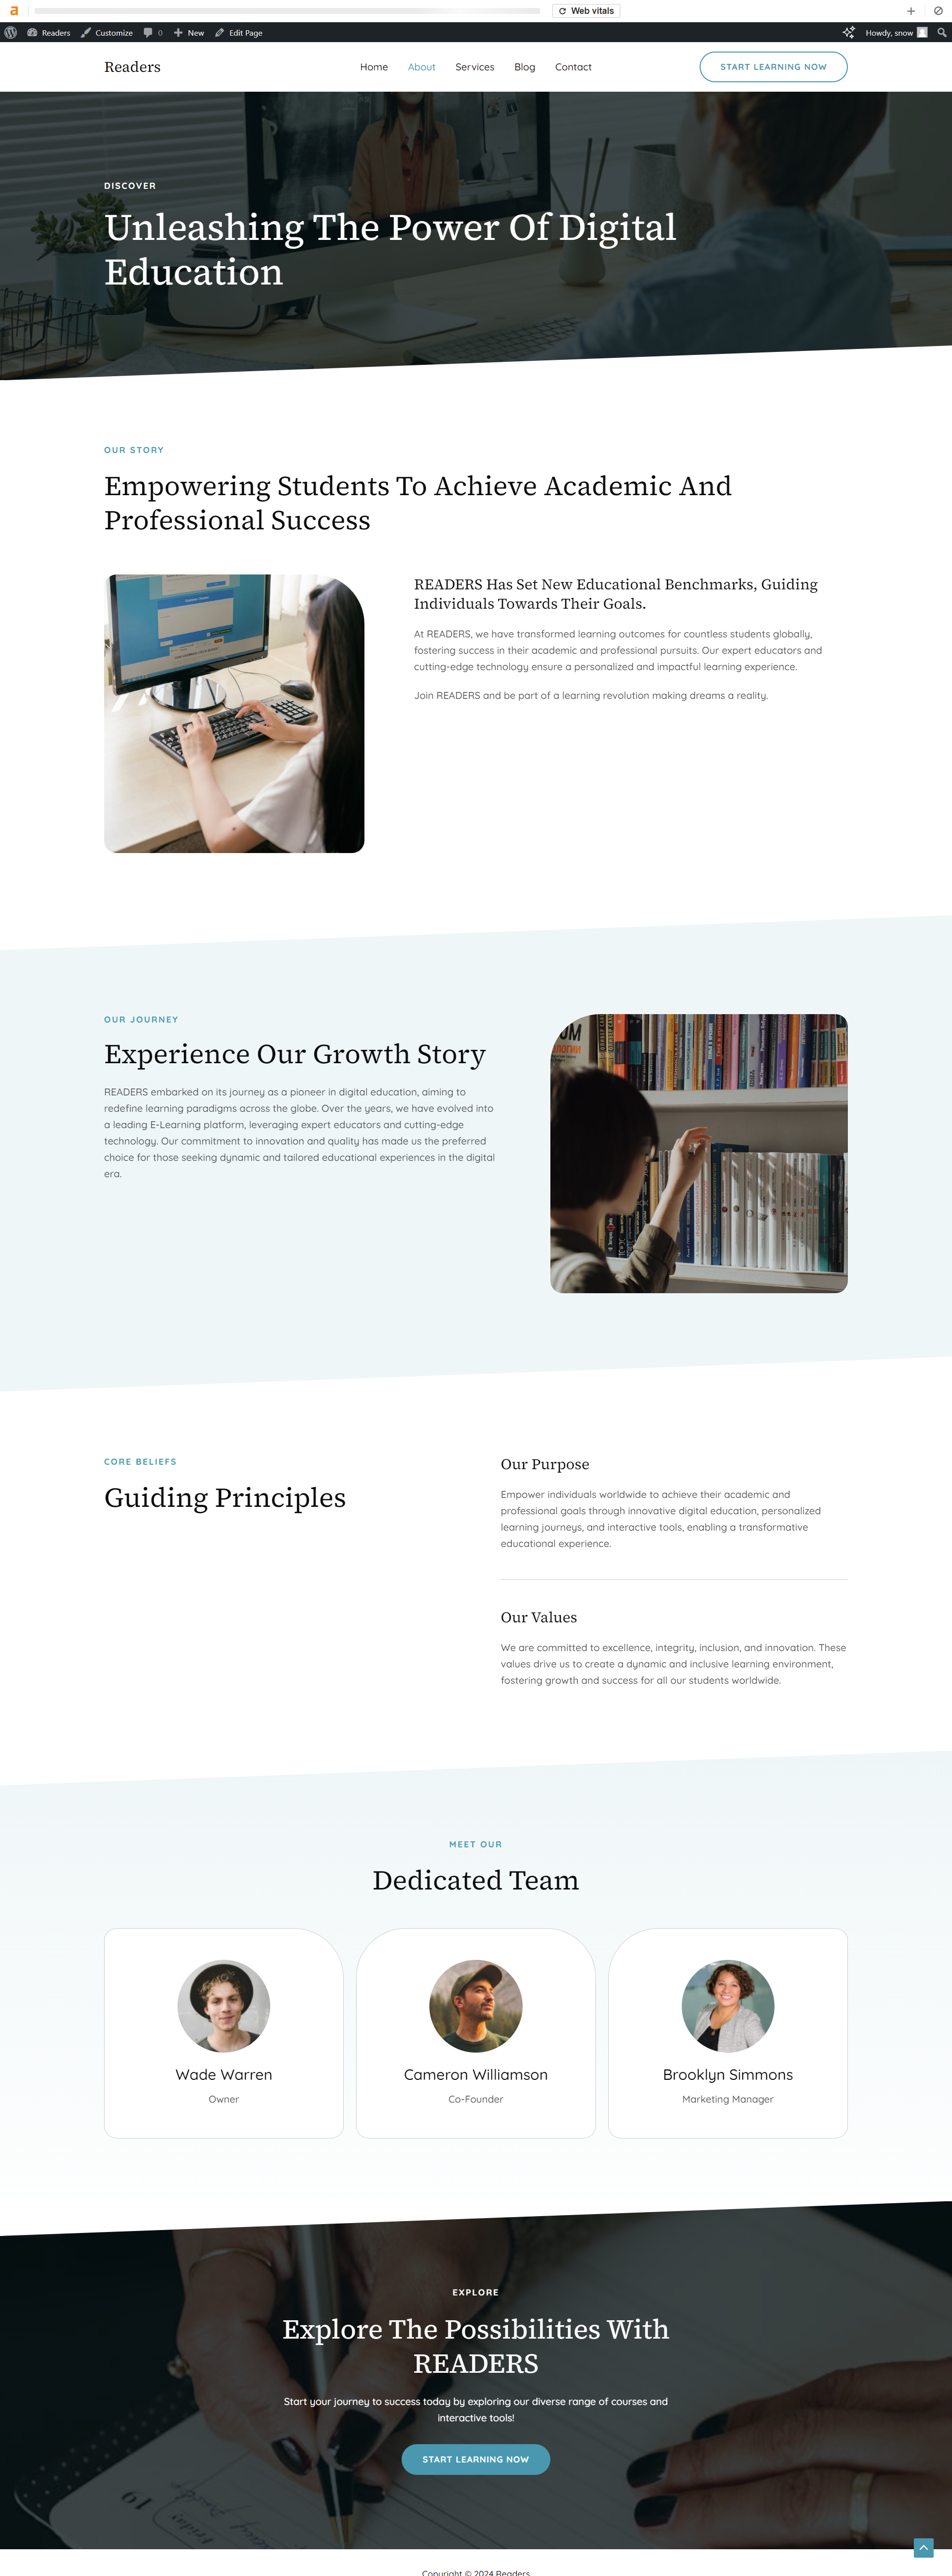 a
Web vitals
Readers
Customize
0
New
Edit Page
Howdy, snow
Readers
Home
About
Services
Blog
Contact
START LEARNING NOW
DISCOVER
Unleashing The Power Of Digital
Education
OUR STORY
Empowering Students To Achieve Academic And
Professional Success
READERS Has Set New Educational Benchmarks, Guiding
Individuals Towards Their Goals.
At READERS, we have transformed learning outcomes for countless students globally,
fostering success in their academic and professional pursuits. Our expert educators and
cutting-edge technology ensure a personalized and impactful learning experience.
Join READERS and be part of a learning revolution making dreams a reality.
OUR JOURNEY
Experience Our Growth Story
READERS embarked on its journey as a pioneer in digital education, aiming to
redefine learning paradigms across the globe. Over the years, we have evolved into
a leading E-Learning platform, leveraging expert educators and cutting-edge
technology. Our commitment to innovation and quality has made us the preferred
choice for those seeking dynamic and tailored educational experiences in the digital
era.
CORE BELIEFS
Guiding Principles
Our Purpose
Empower individuals worldwide to achieve their academic and
professional goals through innovative digital education, personalized
learning journeys, and interactive tools, enabling a transformative
educational experience.
Our Values
We are committed to excellence, integrity, inclusion, and innovation. These
values drive us to create a dynamic and inclusive learning environment,
fostering growth and success for all our students worldwide.
MEET OUR
Dedicated Team
Wade Warren
Owner
Cameron Williamson
Co-Founder
Brooklyn Simmons
Marketing Manager
EXPLORE
Explore The Possibilities With
READERS
Start your journey to success today by exploring our diverse range of courses and
interactive tools!
START LEARNING NOW
Copyright © 2024 Readers